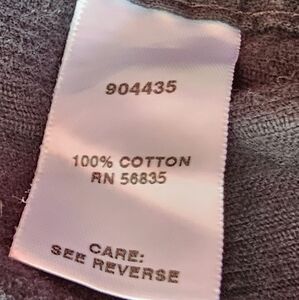 904435
100% COTTON
RN 56835
CARE:
SEE REVERSE